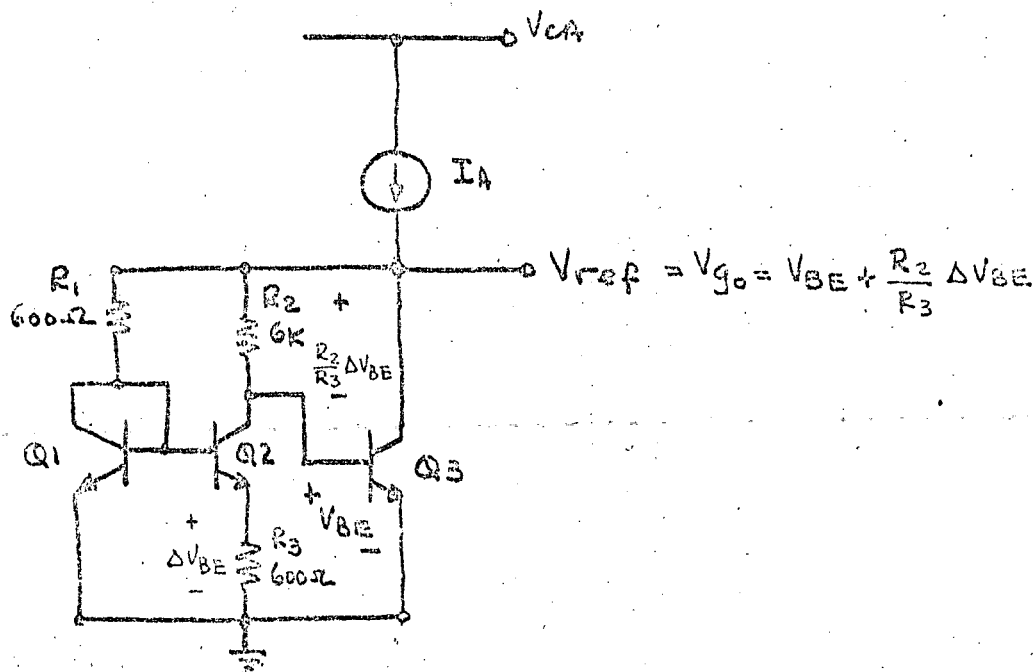 VCA
IA
R1
600Ω
R2
6K
+
R2/R3 ΔVBE
-
Vref = Vgo = VBE + R2/R3 ΔVBE
Q1
Q2
Q3
+
VBE
-
+
ΔVBE
-
R3
600Ω